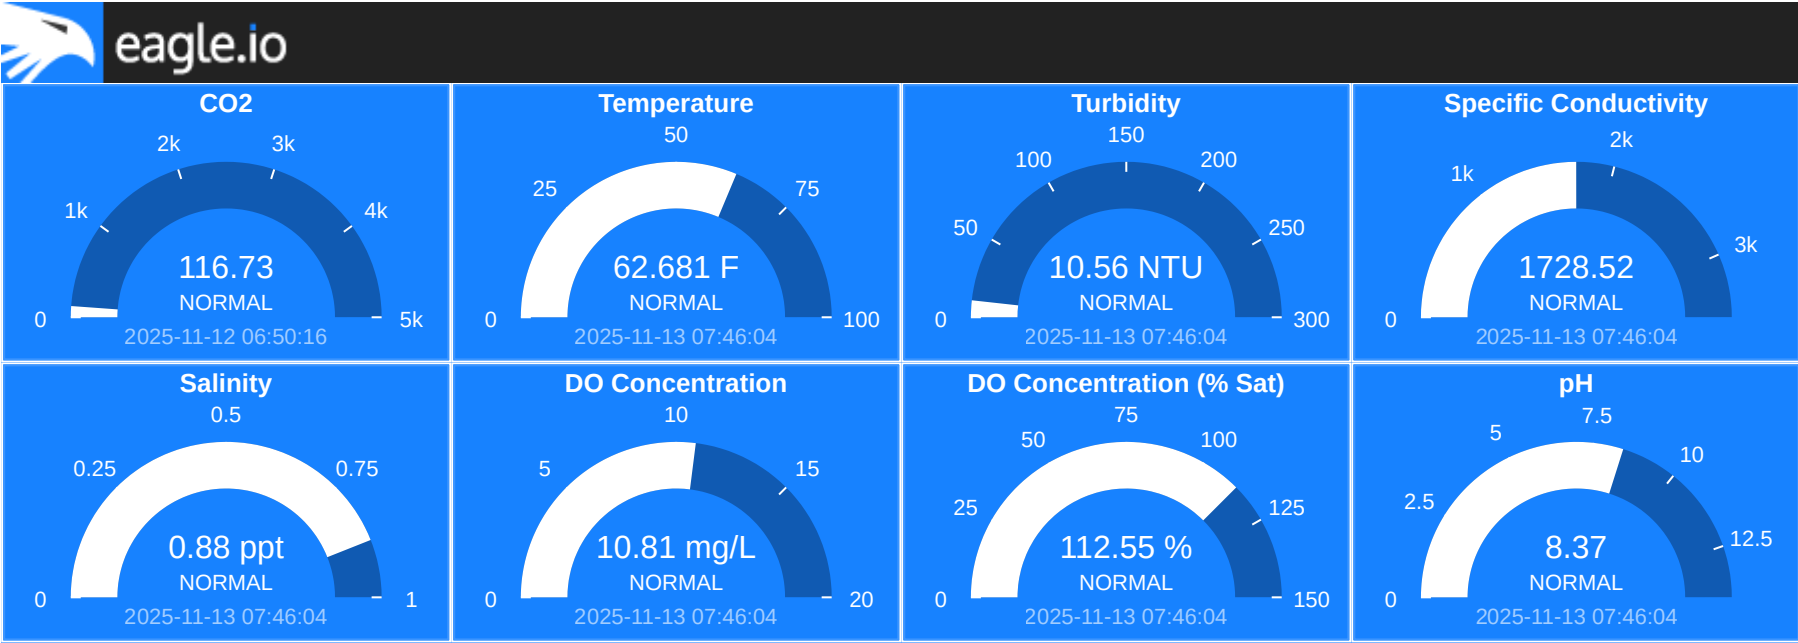 eagle.io
CO2
2k 3k
1k 4k
116.73
NORMAL
0 5k
2025-11-12 06:50:16
Temperature
50
25 75
62.681 F
NORMAL
0 100
2025-11-13 07:46:04
Turbidity
150
100 200
50 250
10.56 NTU
NORMAL
0 300
2025-11-13 07:46:04
Specific Conductivity
2k
1k
3k
1728.52
NORMAL
0
2025-11-13 07:46:04
Salinity
0.5
0.25 0.75
0.88 ppt
NORMAL
0 1
2025-11-13 07:46:04
DO Concentration
10
5 15
10.81 mg/L
NORMAL
0 20
2025-11-13 07:46:04
DO Concentration (% Sat)
75
50 100
25 125
112.55 %
NORMAL
0 150
2025-11-13 07:46:04
pH
7.5
5
10
2.5
12.5
8.37
NORMAL
0
2025-11-13 07:46:04